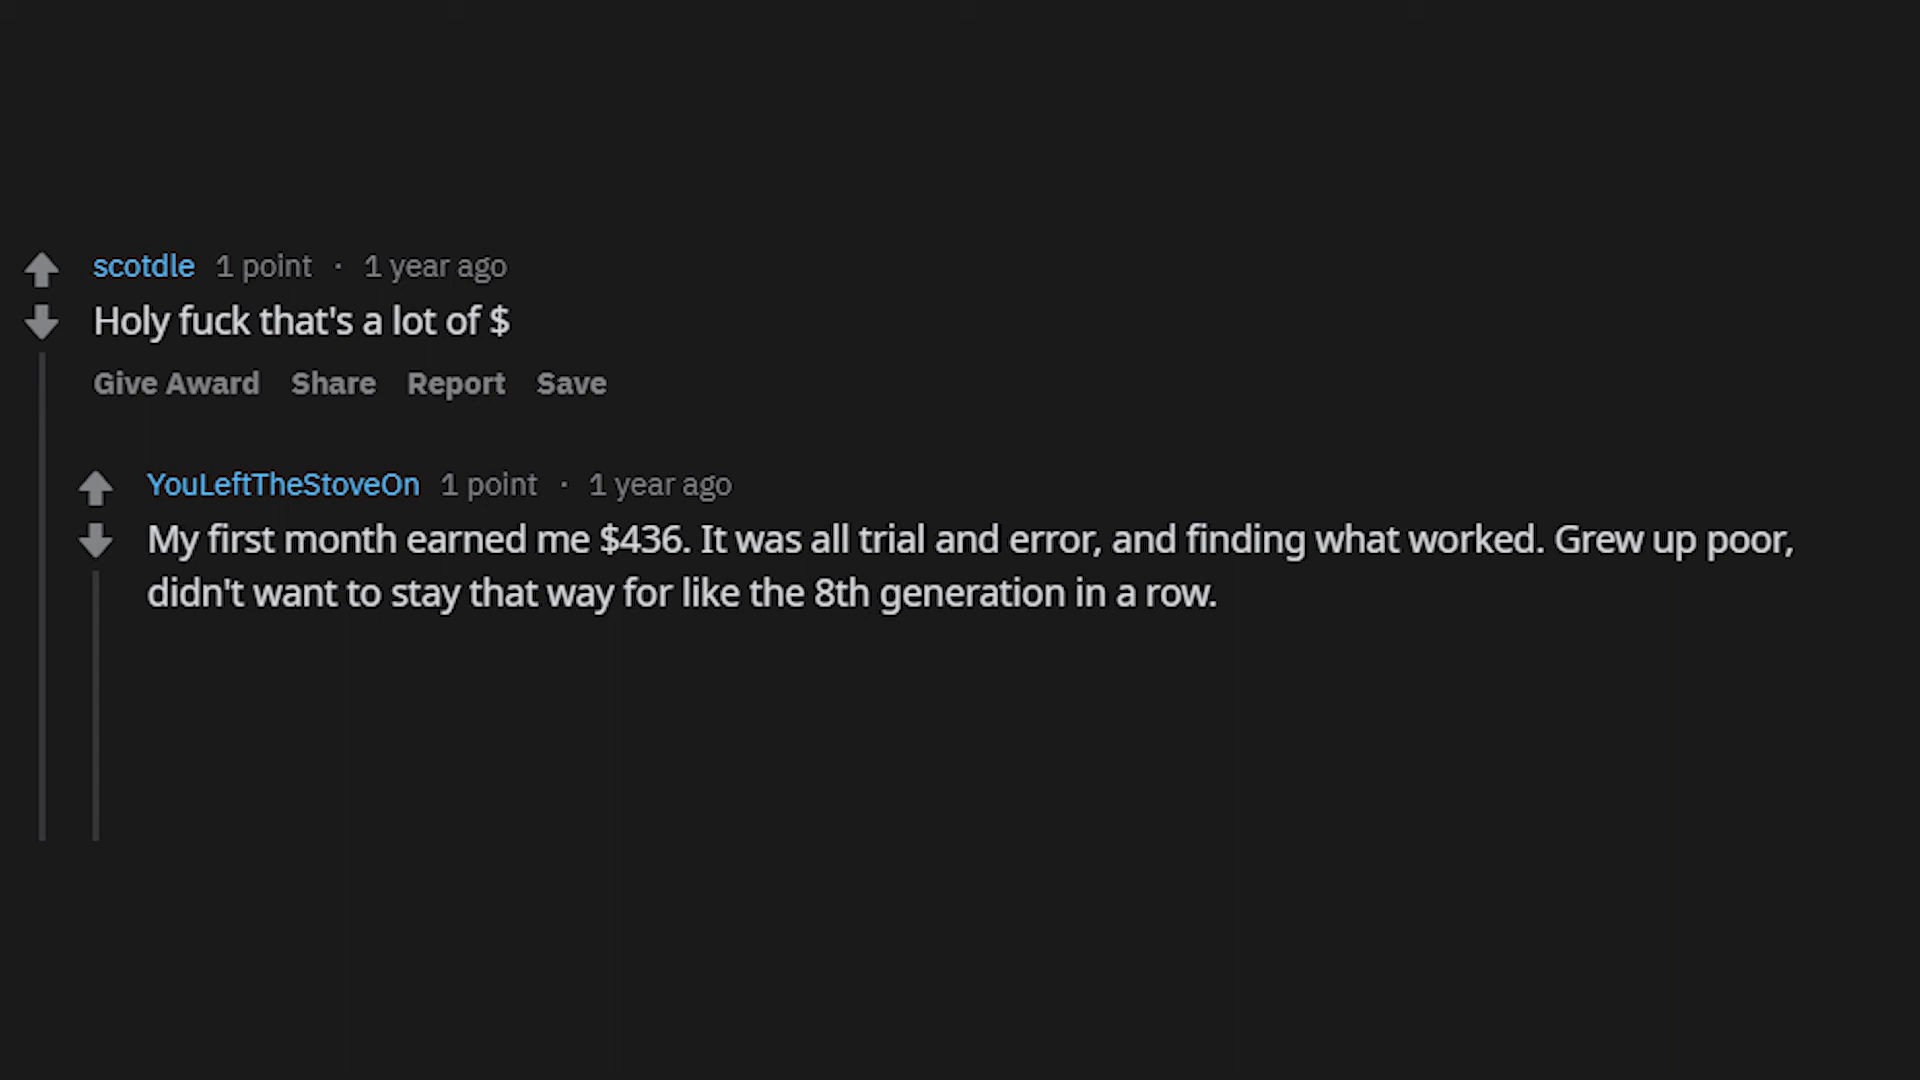 scotdle 1 point · 1 year ago
Holy fuck that's a lot of $
Give Award Share Report Save
YouLeftTheStoveOn 1 point · 1 year ago
My first month earned me $436. It was all trial and error, and finding what worked. Grew up poor,
didn't want to stay that way for like the 8th generation in a row.